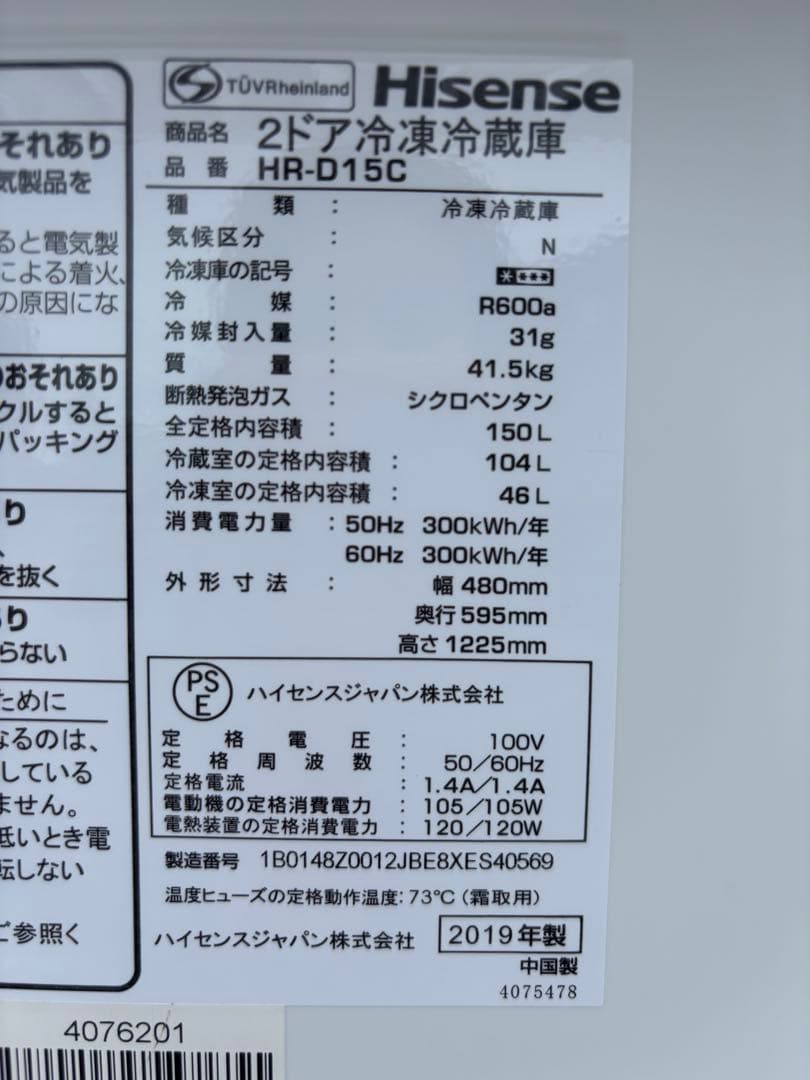 TÜVRheinland Hisense
商品名 2ドア冷凍冷蔵庫
品番 HR-D15C
種類 : 冷凍冷蔵庫
気候区分 : N
冷凍庫の記号 : ****
冷媒 : R600a
冷媒封入量 : 31g
質量 : 41.5kg
断熱発泡ガス : シクロペンタン
全定格内容積 : 150L
冷蔵室の定格内容積 : 104L
冷凍室の定格内容積 : 46L
消費電力量 : 50Hz 300kWh/年
60Hz 300kWh/年
外形寸法 : 幅 480mm
奥行 595mm
高さ 1225mm
PSE ハイセンスジャパン株式会社
定格電圧 : 100V
定格周波数 : 50/60Hz
定格電流 : 1.4A/1.4A
電動機の定格消費電力 : 105/105W
電熱装置の定格消費電力 : 120/120W
製造番号 1B0148Z0012JBE8XES40569
温度ヒューズの定格動作温度:73℃(霜取用)
ハイセンスジャパン株式会社 2019年製
中国製
4075478
それあり
気製品を
ると電気製
による着火、
の原因にな
のおそれあり
クルすると
パッキング
り
、
を抜く
り
らない
ために
なるのは、
している
ません。
低いとき電
転しない
ご参照く
4076201